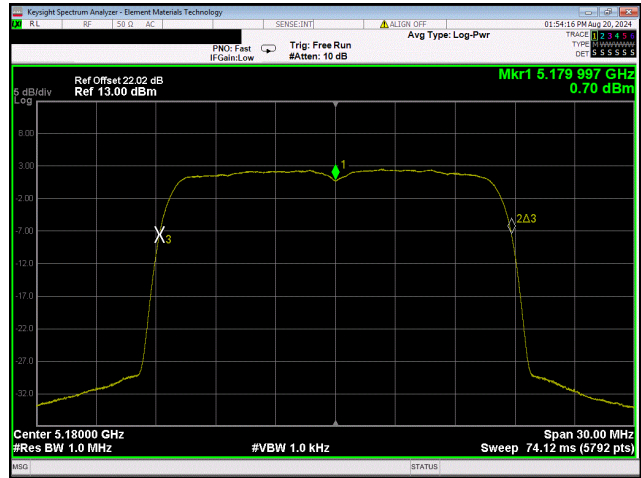 Keysight Spectrum Analyzer - Element Materials Technology
LXI RL RF 50 Ω AC SENSE:INT ALIGN OFF 01:54:16 PM Aug 20, 2024
Avg Type: Log-Pwr TRACE 1 2 3 4 5 6
PNO: Fast Trig: Free Run TYPE M WWWWW
IFGain:Low #Atten: 10 dB DET S S S S S S
Mkr1 5.179 997 GHz
Ref Offset 22.02 dB
5 dB/div Ref 13.00 dBm 0.70 dBm
Log
8.00
3.00
1
-2.00
2Δ3
-7.00
3
-12.0
-17.0
-22.0
-27.0
-32.0
Center 5.18000 GHz Span 30.00 MHz
#Res BW 1.0 MHz #VBW 1.0 kHz Sweep 74.12 ms (5792 pts)
MSG STATUS